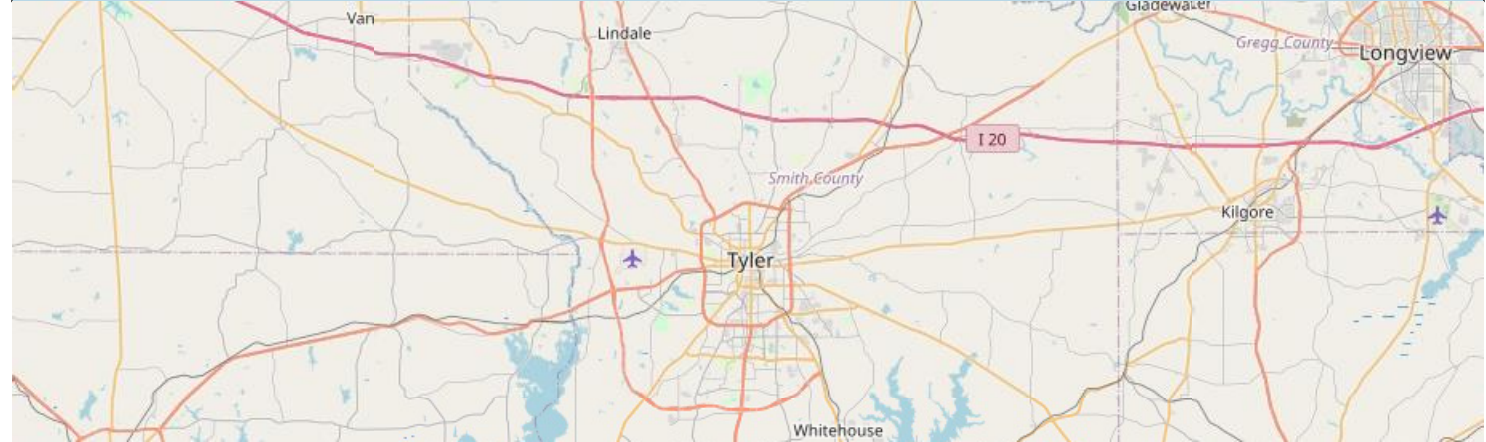 Gladewater
Van
Lindale
Gregg County
Longview
I 20
Smith County
Kilgore
Tyler
Whitehouse